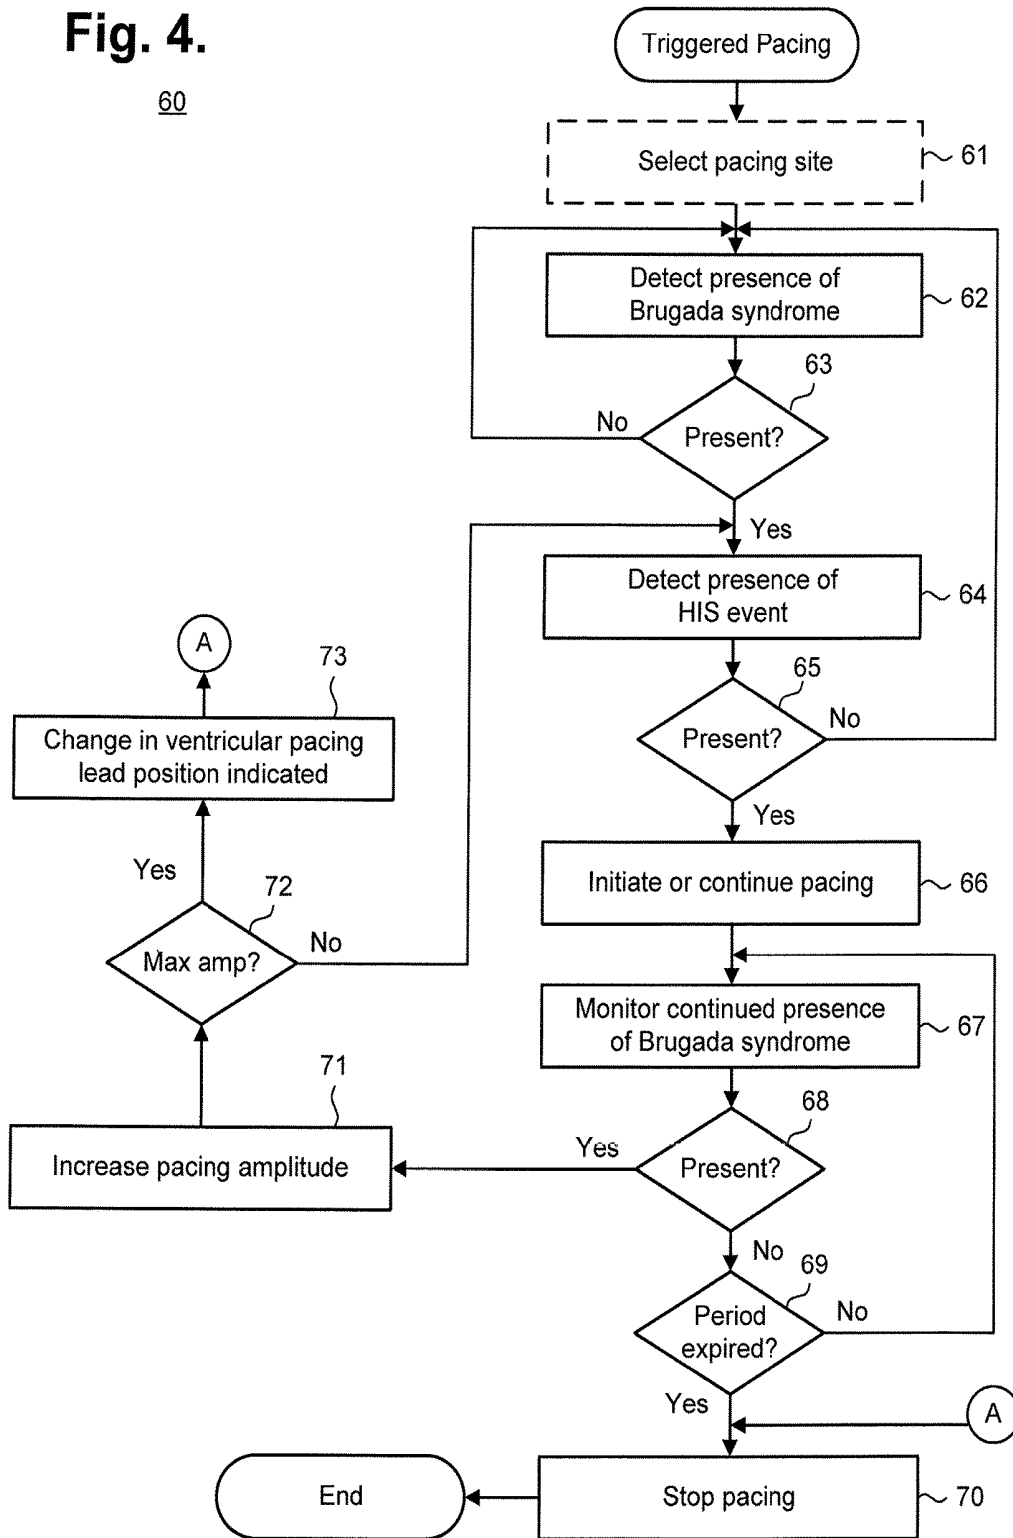 Fig. 4.
60
Triggered Pacing
Select pacing site
61
Detect presence of
Brugada syndrome
62
63
Present?
No
Yes
Detect presence of
HIS event
64
65
Present?
No
Yes
Initiate or continue pacing
66
Monitor continued presence
of Brugada syndrome
67
68
Present?
Yes
No
69
Period
expired?
No
Yes
A
Stop pacing
70
End
A
73
Change in ventricular pacing
lead position indicated
Yes
72
Max amp?
No
71
Increase pacing amplitude